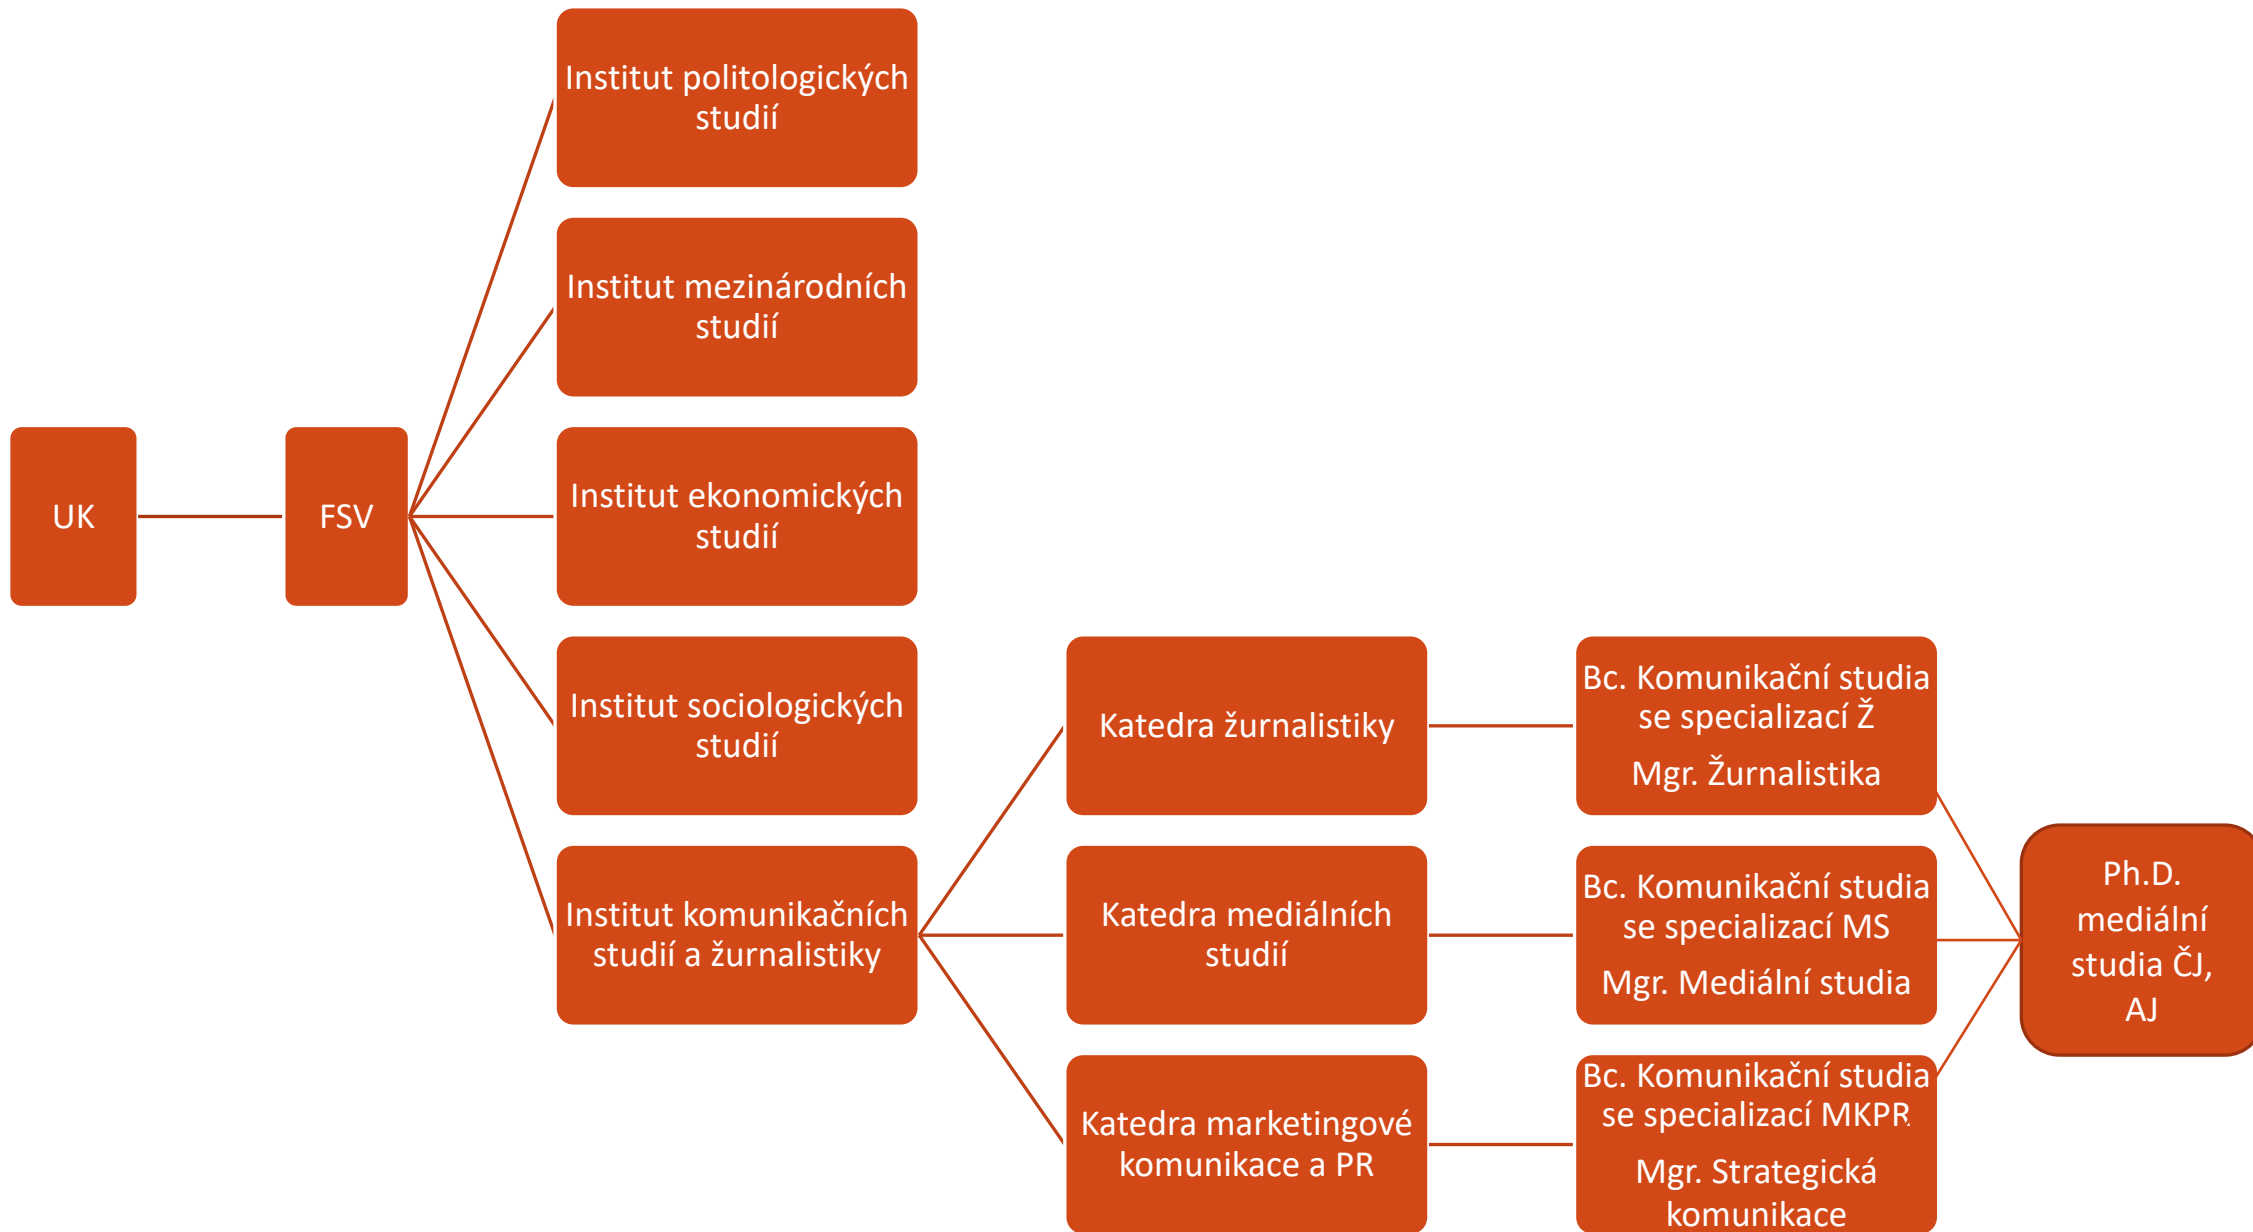 UK
FSV
Institut politologických
studií
Institut mezinárodních
studií
Institut ekonomických
studií
Institut sociologických
studií
Institut komunikačních
studií a žurnalistiky
Katedra žurnalistiky
Katedra mediálních
studií
Katedra marketingové
komunikace a PR
Bc. Komunikační studia
se specializací Ž
Mgr. Žurnalistika
Bc. Komunikační studia
se specializací MS
Mgr. Mediální studia
Bc. Komunikační studia
se specializací MKPR
Mgr. Strategická
komunikace
Ph.D.
mediální
studia ČJ,
AJ